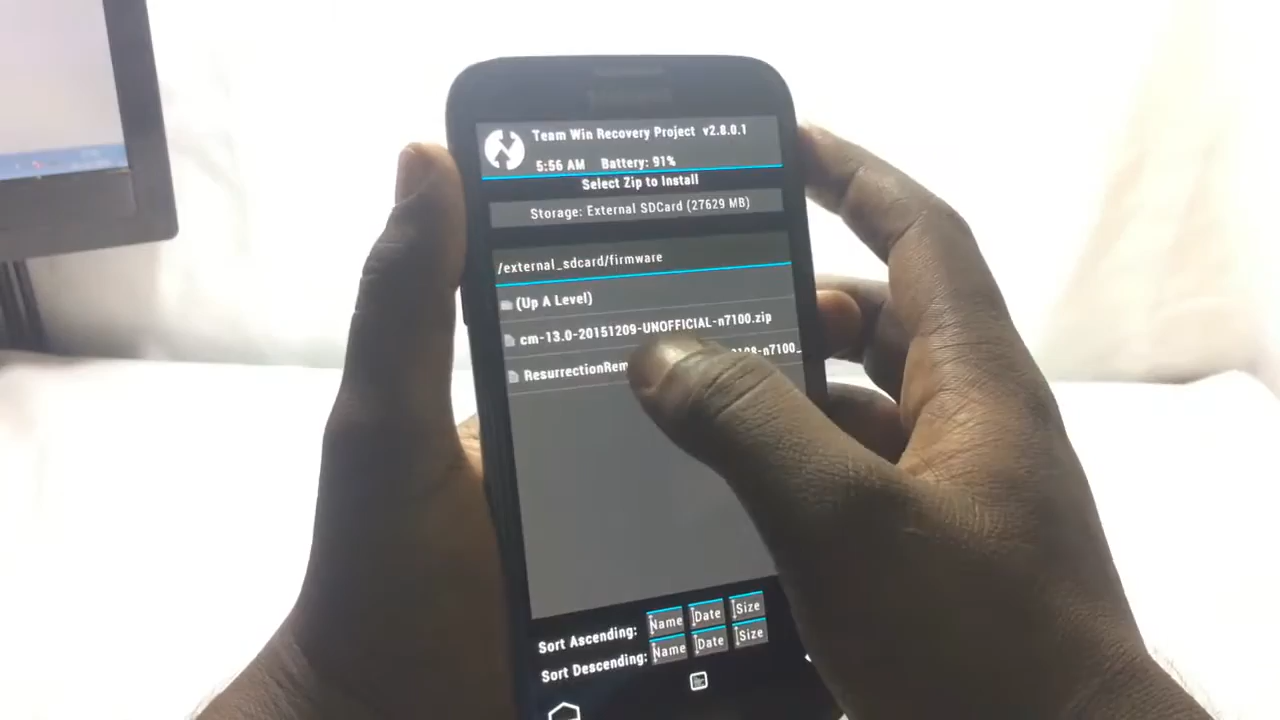 Team Win Recovery Project v2.8.0.1
5:56 AM Battery: 91%
Select Zip to Install
Storage: External SDCard (27629 MB)
/external_sdcard/firmware
(Up A Level)
cm-13.0-20151209-UNOFFICIAL-n7100.zip
ResurrectionRem n7100_
Sort Ascending: Name Date Size
Sort Descending: Name Date Size